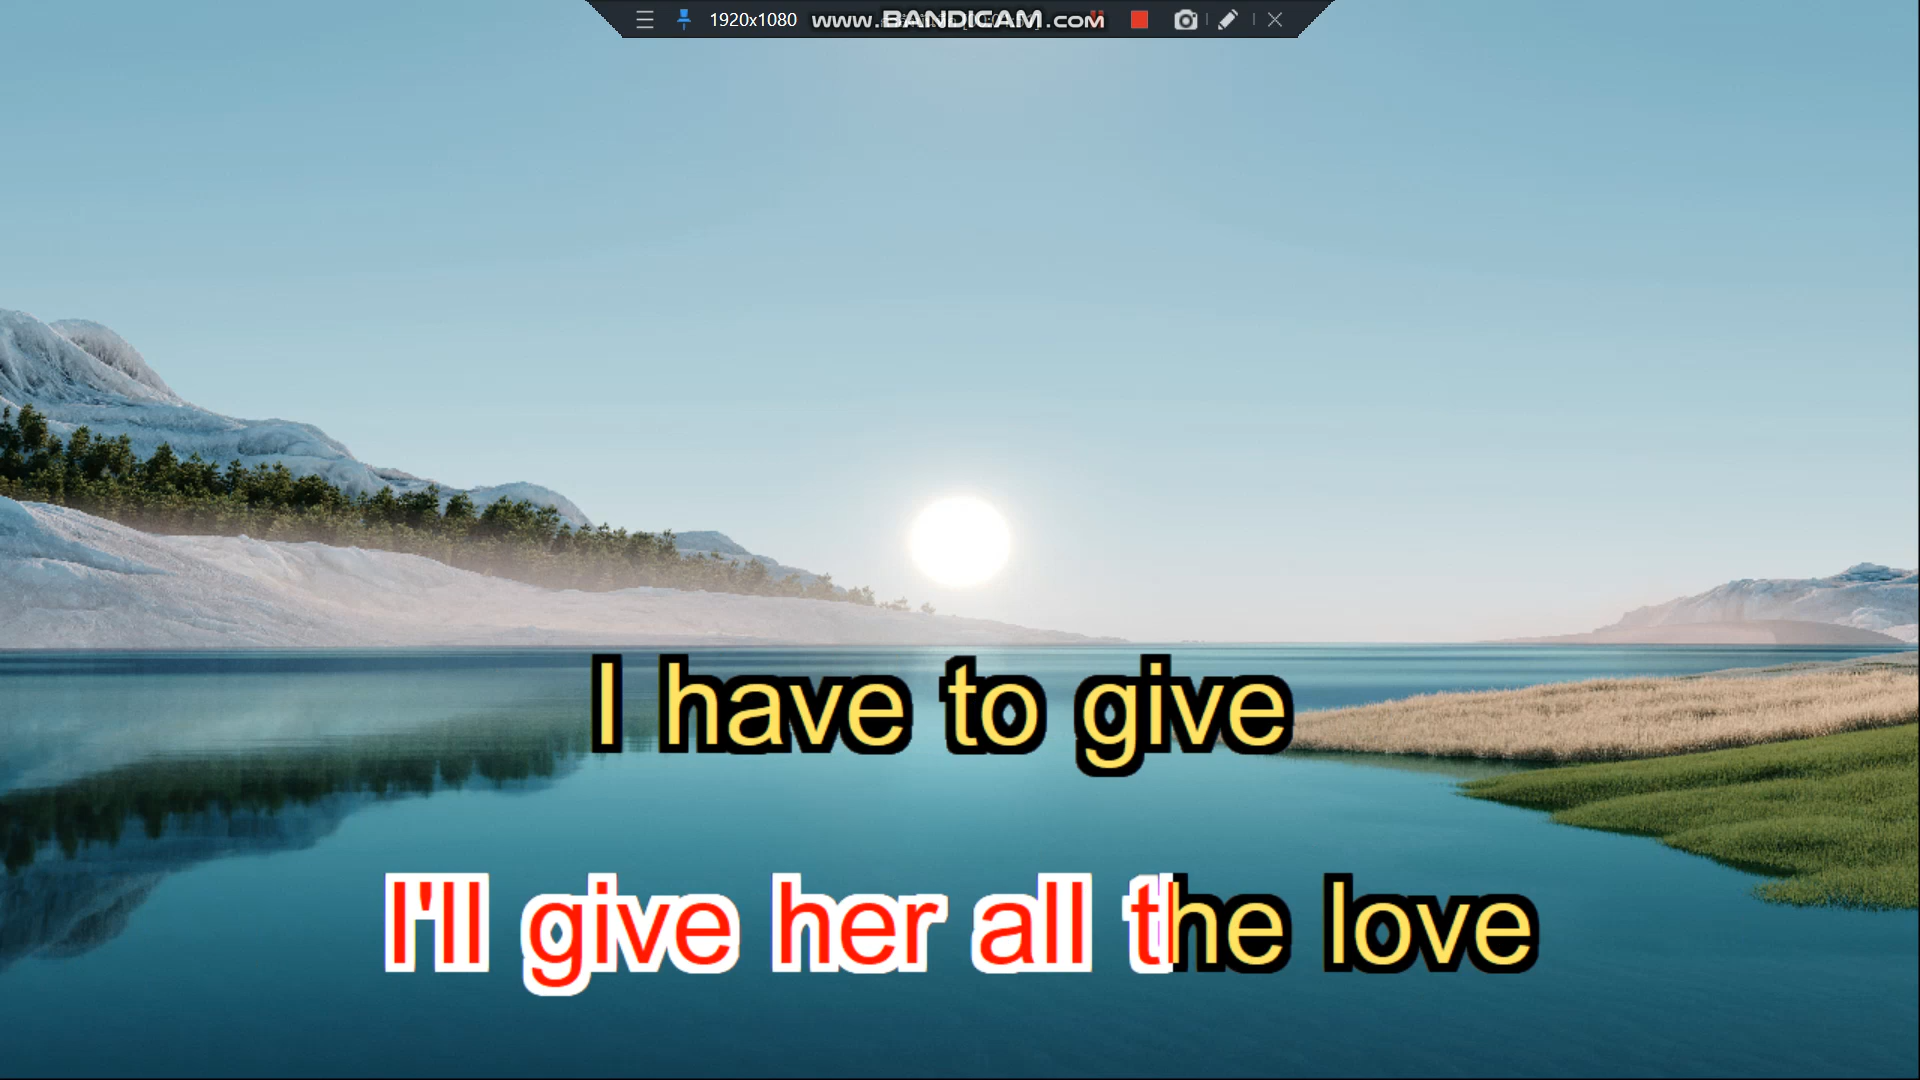 1920x1080 www.BANDICAM.com
I have to give
I'll give her all the love